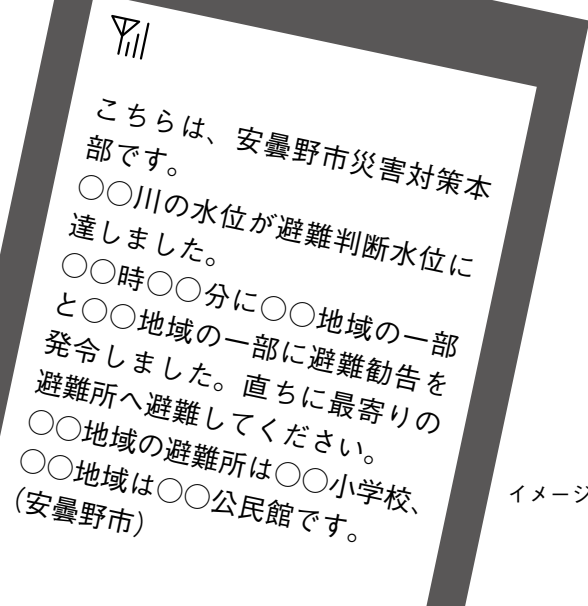 こちらは、安曇野市災害対策本
部です。
○○川の水位が避難判断水位に
達しました。
○○時○○分に○○地域の一部
と○○地域の一部に避難勧告を
発令しました。直ちに最寄りの
避難所へ避難してください。
○○地域の避難所は○○小学校、
○○地域は○○公民館です。
(安曇野市)
イメージ